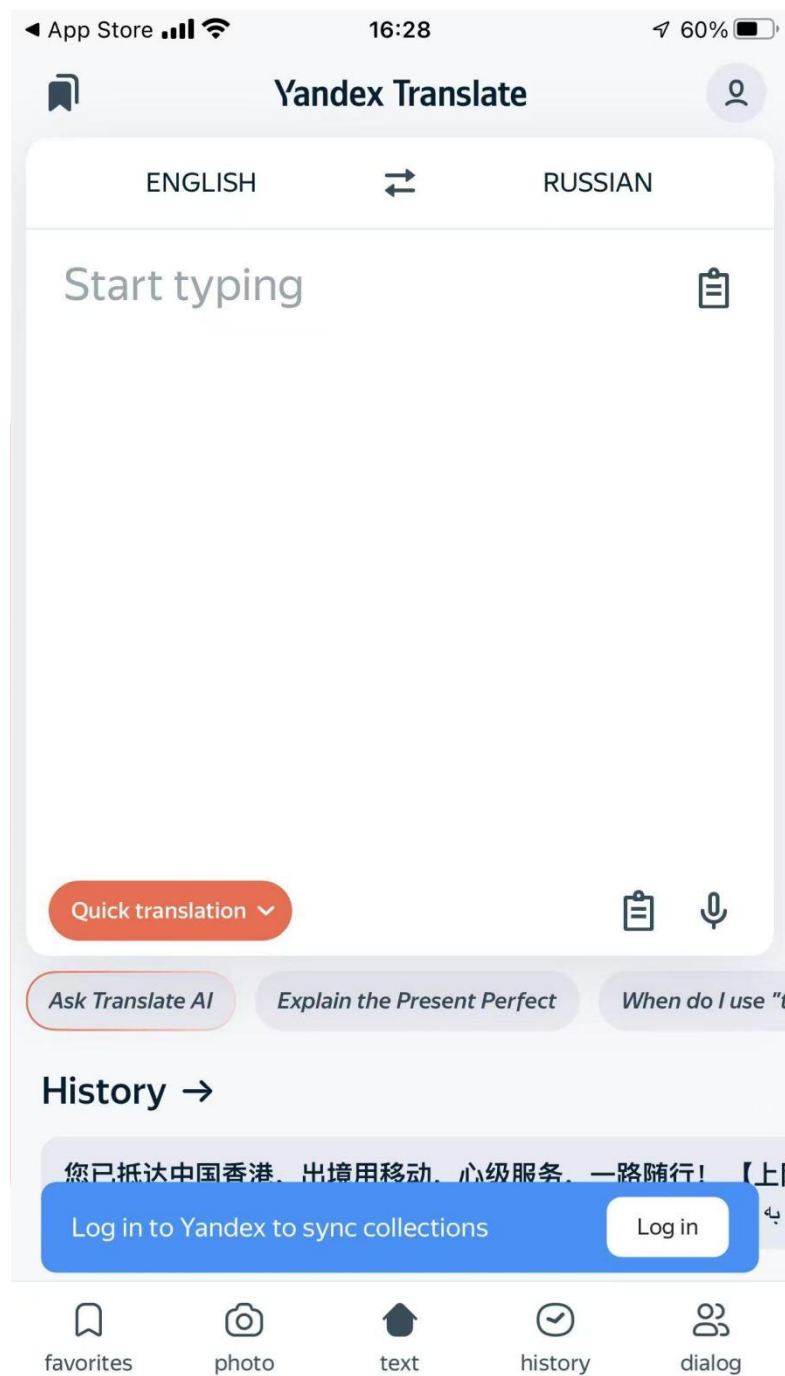 App Store 16:28 60%
Yandex Translate
ENGLISH RUSSIAN
Start typing
Quick translation
Ask Translate AI Explain the Present Perfect When do I use "t
History →
您已抵达中国香港，出境用移动，心级服务，一路随行！【上
به
Log in to Yandex to sync collections Log in
favorites photo text history dialog